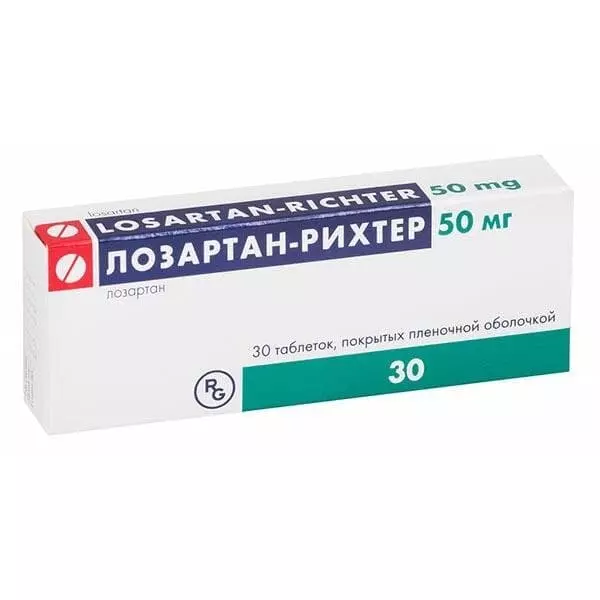 losartan
LOSARTAN-RICHTER 50 mg
ЛОЗАРТАН-РИХТЕР 50 мг
лозартан
30 таблеток, покрытых пленочной оболочкой
30
RG